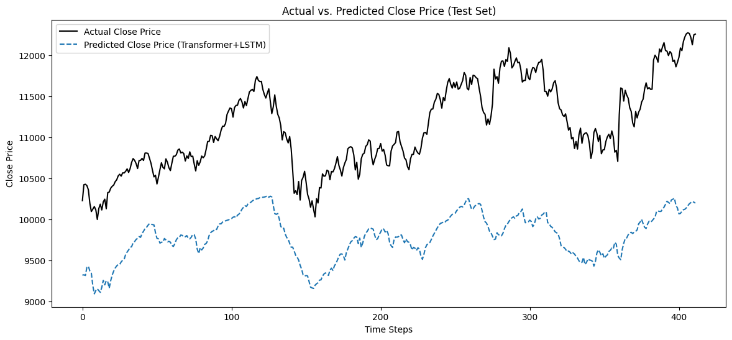 Actual vs. Predicted Close Price (Test Set)
Actual Close Price
Predicted Close Price (Transformer+LSTM)
12000
11500
11000
10500
10000
9500
9000
Close Price
0
100
200
300
400
Time Steps